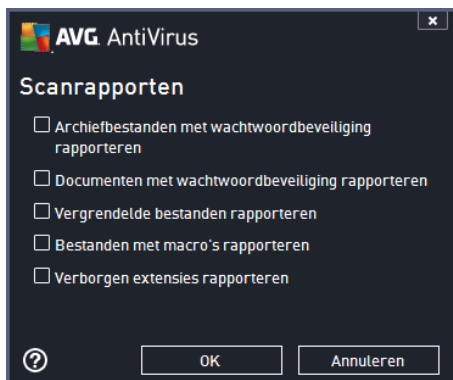 AVG. AntiVirus
Scanrapporten
Archiefbestanden met wachtwoordbeveiliging
rapporteren
Documenten met wachtwoordbeveiliging rapporteren
Vergrendelde bestanden rapporteren
Bestanden met macro's rapporteren
Verborgen extensies rapporteren
? OK Annuleren